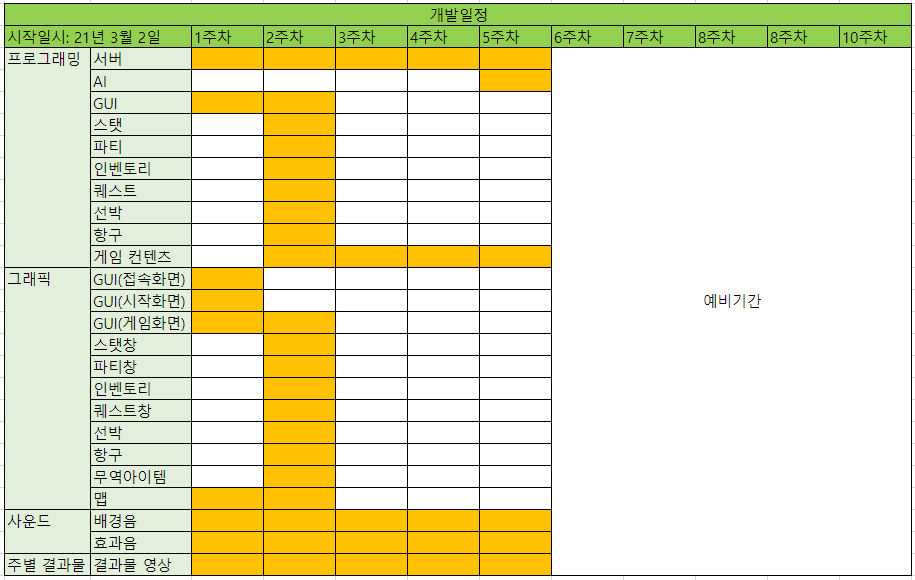 개발일정
시작일시: 21년 3월 2일 1주차 2주차 3주차 4주차 5주차 6주차 7주차 8주차 8주차 10주차
프로그래밍 서버
AI
GUI
스탯
파티
인벤토리
퀘스트
선박
항구
게임 컨텐츠
그래픽 GUI(접속화면)
GUI(시작화면)
예비기간
GUI(게임화면)
스탯창
파티창
인벤토리
퀘스트창
선박
항구
무역아이템
맵
사운드 배경음
효과음
주별 결과물 결과물 영상